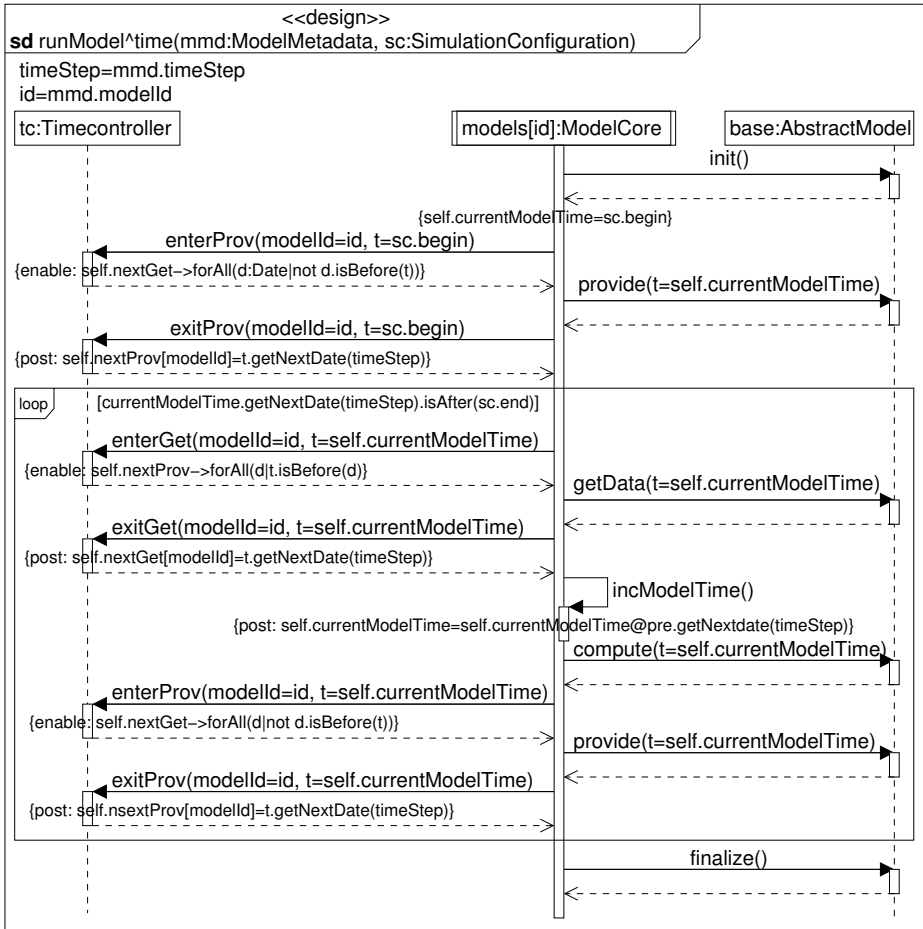 <<design>>
sd runModel^time(mmd:ModelMetadata, sc:SimulationConfiguration)
timeStep=mmd.timeStep
id=mmd.modelId
tc:Timecontroller
models[id]:ModelCore
base:AbstractModel
init()
{self.currentModelTime=sc.begin}
enterProv(modelId=id, t=sc.begin)
{enable: self.nextGet->forAll(d:Date|not d.isBefore(t))}
provide(t=self.currentModelTime)
exitProv(modelId=id, t=sc.begin)
{post: self.nextProv[modelId]=t.getNextDate(timeStep)}
loop
[currentModelTime.getNextDate(timeStep).isAfter(sc.end)]
enterGet(modelId=id, t=self.currentModelTime)
{enable: self.nextProv->forAll(d|t.isBefore(d)}
getData(t=self.currentModelTime)
exitGet(modelId=id, t=self.currentModelTime)
{post: self.nextGet[modelId]=t.getNextDate(timeStep)}
incModelTime()
{post: self.currentModelTime=self.currentModelTime@pre.getNextdate(timeStep)}
compute(t=self.currentModelTime)
enterProv(modelId=id, t=self.currentModelTime)
{enable: self.nextGet->forAll(d|not d.isBefore(t))}
provide(t=self.currentModelTime)
exitProv(modelId=id, t=self.currentModelTime)
{post: self.nsextProv[modelId]=t.getNextDate(timeStep)}
finalize()